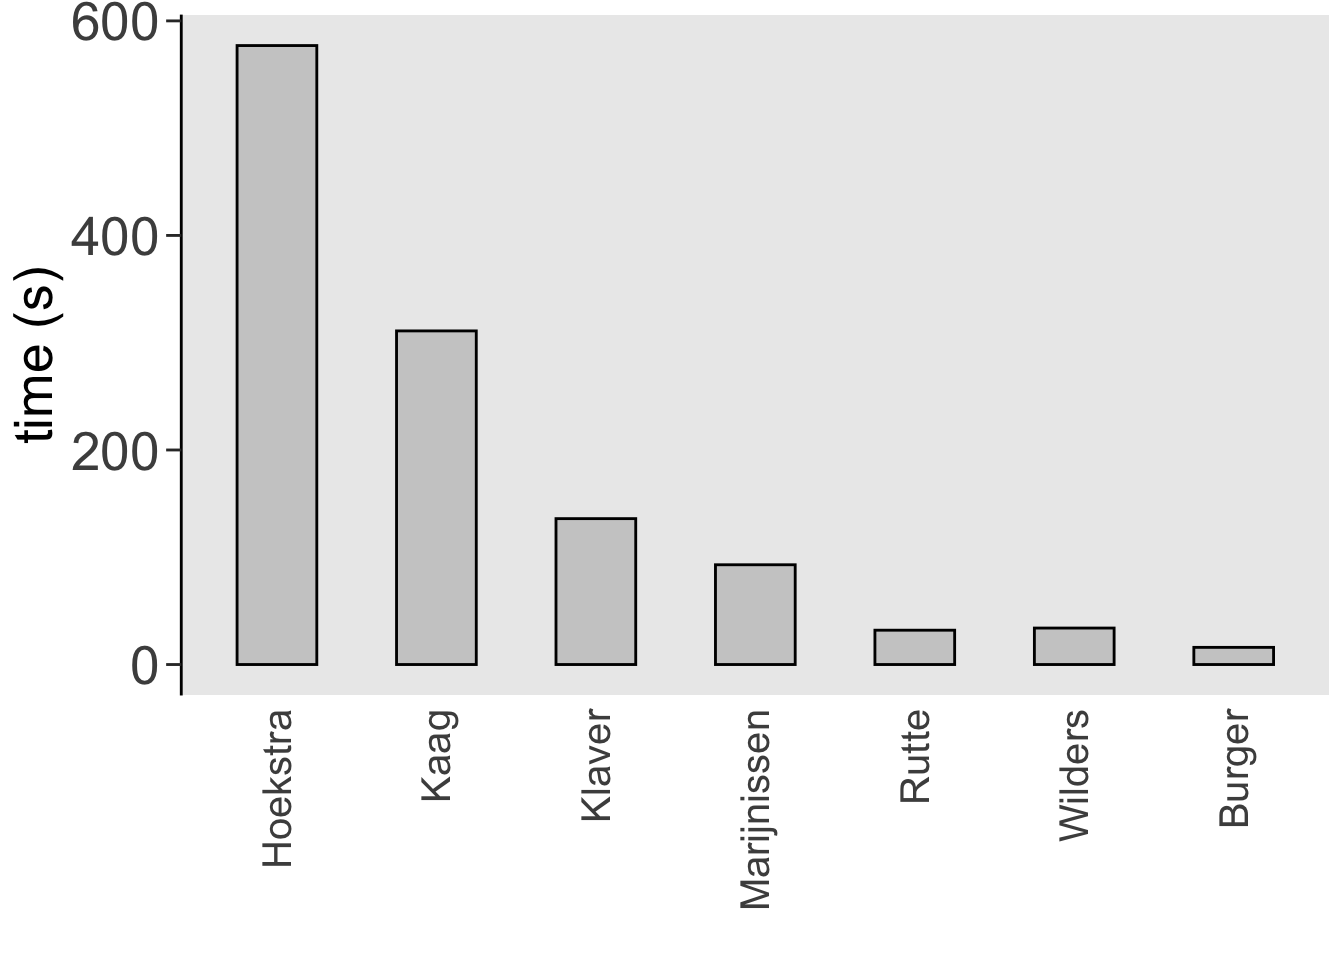 600
400
200
0
time (s)
Hoekstra
Kaag
Klaver
Marijnissen
Rutte
Wilders
Burger